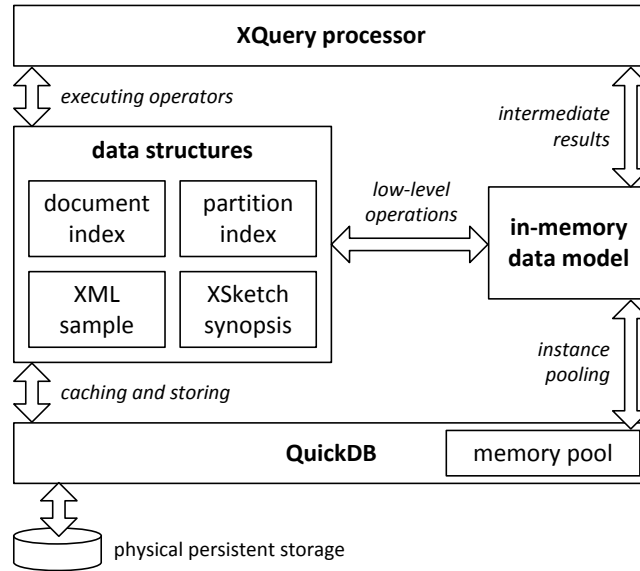 XQuery processor
executing operators
intermediate
results
data structures
document
index
partition
index
XML
sample
XSketch
synopsis
low-level
operations
in-memory
data model
caching and storing
instance
pooling
QuickDB
memory pool
physical persistent storage